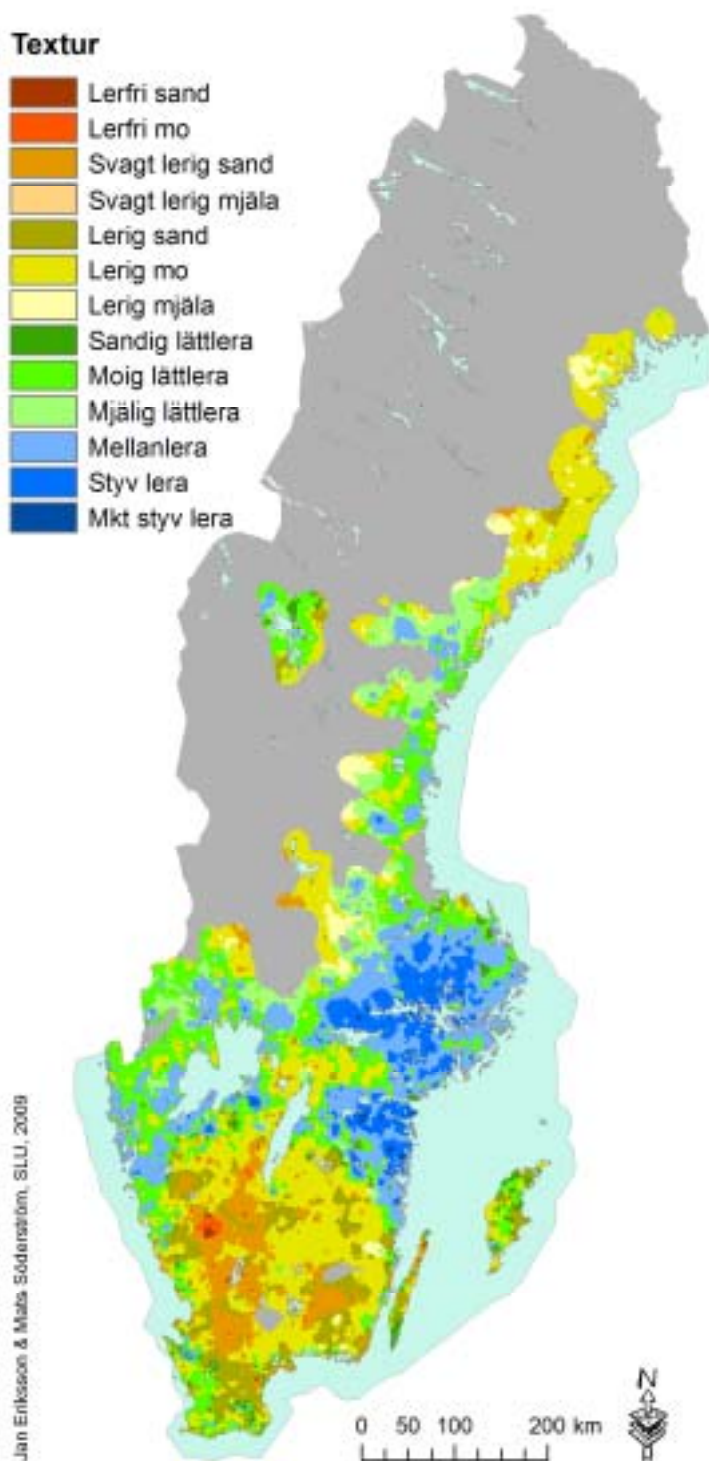 Textur
Lerfri sand
Lerfri mo
Svagt lerig sand
Svagt lerig mjäla
Lerig sand
Lerig mo
Lerig mjäla
Sandig lättlera
Moig lättlera
Mjälig lättlera
Mellanlera
Styv lera
Mkt styv lera
Jan Eriksson & Mats Söderström, SLU, 2009
0 50 100 200 km
N